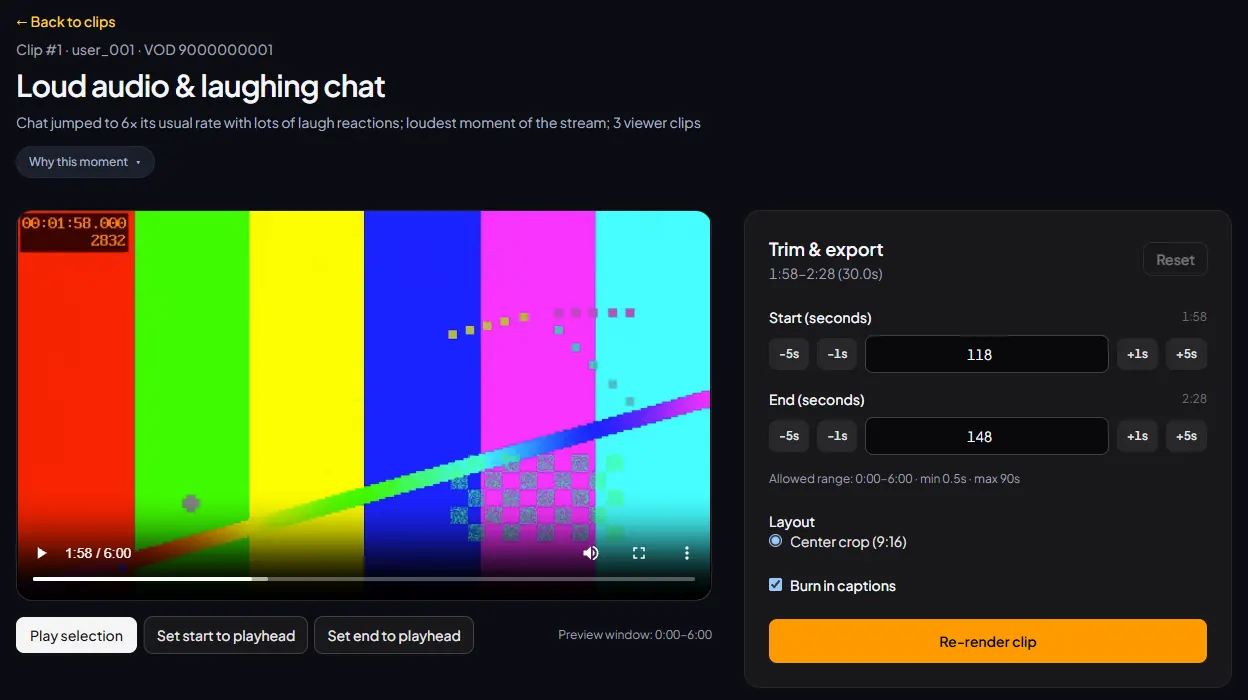 ← Back to clips
Clip #1 · user_001 · VOD 9000000001
Loud audio & laughing chat
Chat jumped to 6× its usual rate with lots of laugh reactions; loudest moment of the stream; 3 viewer clips
Why this moment
00:01:58.000
2832
1:58 / 6:00
Play selection
Set start to playhead
Set end to playhead
Preview window: 0:00–6:00
Trim & export
1:58–2:28 (30.0s)
Reset
Start (seconds)
1:58
-5s
-1s
118
+1s
+5s
End (seconds)
2:28
-5s
-1s
148
+1s
+5s
Allowed range: 0:00–6:00 · min 0.5s · max 90s
Layout
Center crop (9:16)
Burn in captions
Re-render clip